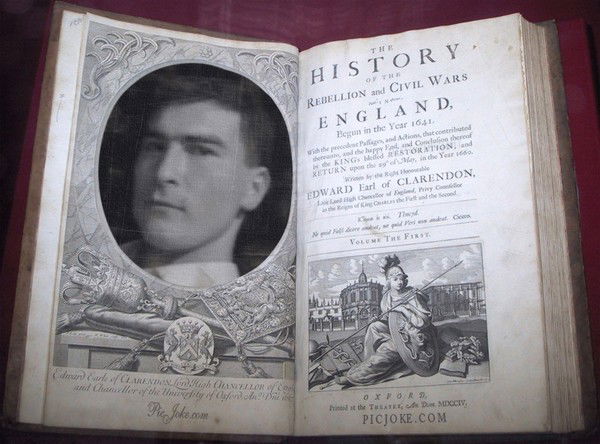 Edward Earle of CLARENDON, Lord High CHANCELLOR of
and Chancellor of the University of Oxford An.º Dni.
Pic Joke.com
THE
HISTORY
OF THE
REBELLION and CIVIL WARS
IN
ENGLAND,
Begun in the Year 1641.
With the precedent Passages, and Actions, that contributed
thereunto, and the happy End, and Conclusion thereof
by the KING's blessed RESTORATION, and
RETURN upon the 29th of May, in the Year 1660.
Written by the Right Honourable
EDWARD Earl of CLARENDON,
Late Lord High Chancellor of England, Privy Counsellor
in the Reigns of King CHARLES the First and the Second.
Thucyd.
Ne quid Falsi dicere audeat, ne quid Veri non audeat. Cicero.
VOLUME THE FIRST.
OXFORD,
Printed at the THEATER, An. Dom. MDCCIV.
PICJOKE.COM